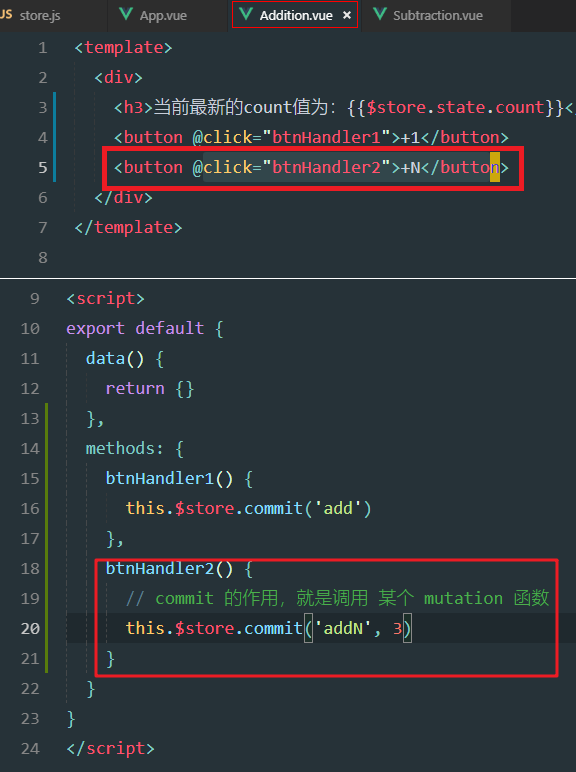 JS store.js App.vue Addition.vue × Subtraction.vue
1 <template>
2 <div>
3 <h3>当前最新的count值为：{{$store.state.count}}<
4 <button @click="btnHandler1">+1</button>
5 <button @click="btnHandler2">+N</button>
6 </div>
7 </template>
8
9 <script>
10 export default {
11 data() {
12 return {}
13 },
14 methods: {
15 btnHandler1() {
16 this.$store.commit('add')
17 },
18 btnHandler2() {
19 // commit 的作用，就是调用 某个 mutation 函数
20 this.$store.commit('addN', 3)
21 }
22 }
23 }
24 </script>